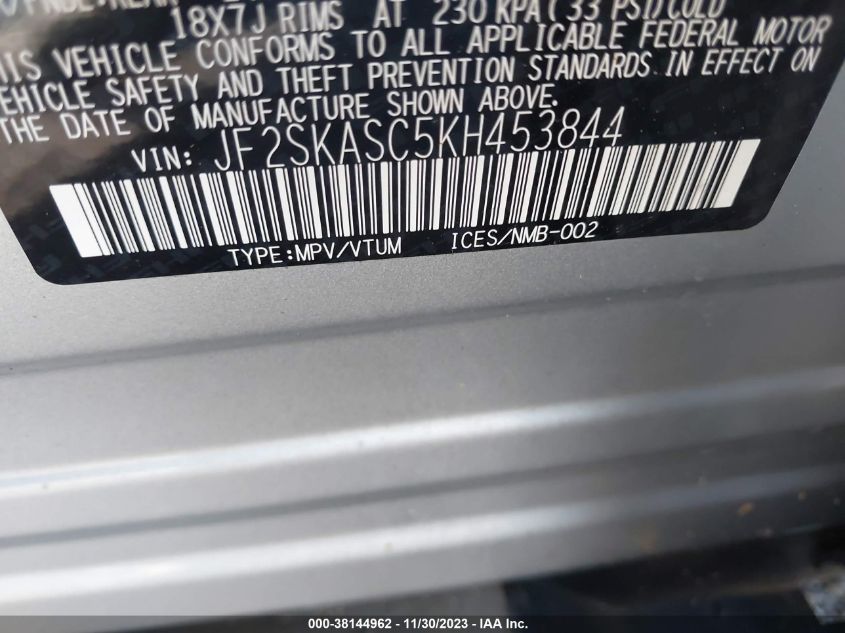 18X7J RIMS AT 230 KPA(33 PSI)COLD
THIS VEHICLE CONFORMS TO ALL APPLICABLE FEDERAL MOTOR
VEHICLE SAFETY AND THEFT PREVENTION STANDARDS IN EFFECT ON
THE DATE OF MANUFACTURE SHOWN ABOVE.
VIN: JF2SKASC5KH453844
TYPE:MPV/VTUM ICES/NMB-002
000-38144962 - 11/30/2023 - IAA Inc.